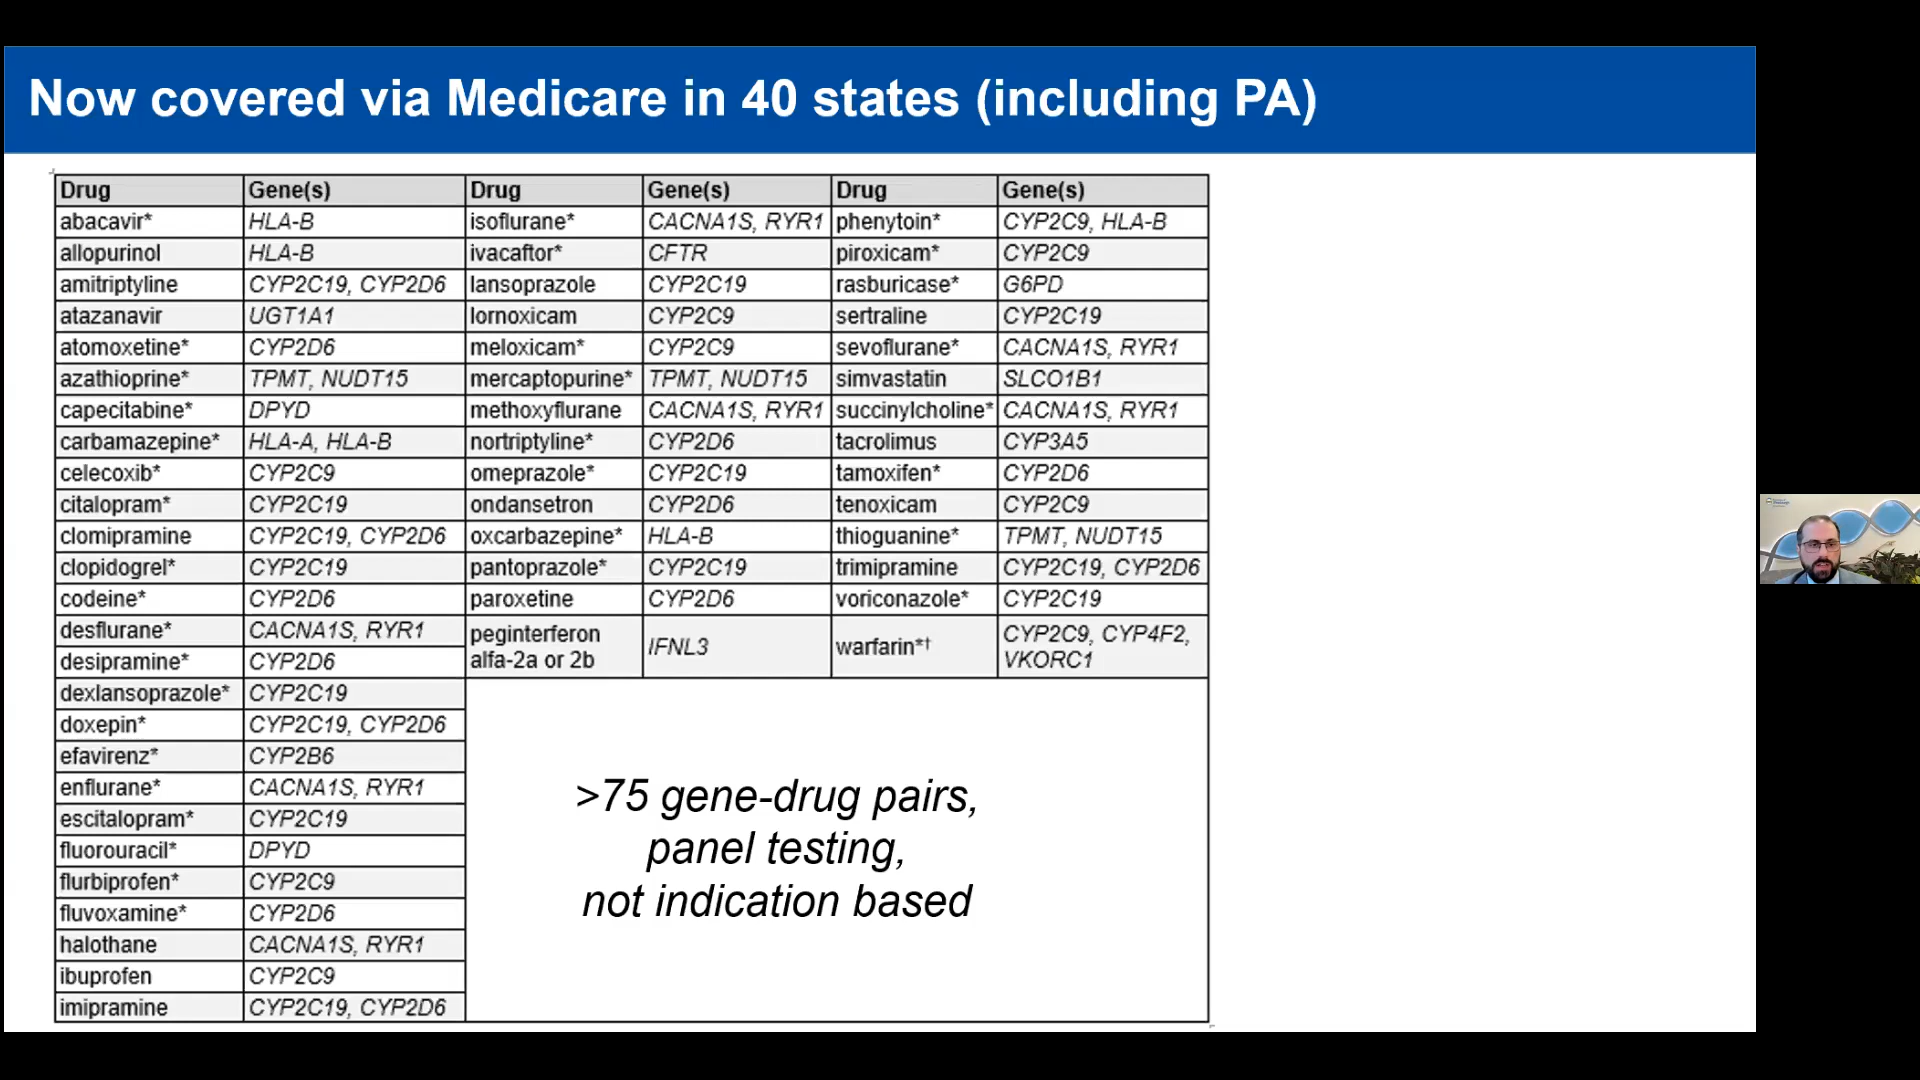 Now covered via Medicare in 40 states (including PA)
Drug Gene(s) Drug Gene(s) Drug Gene(s)
abacavir* HLA-B isoflurane* CACNA1S, RYR1 phenytoin* CYP2C9, HLA-B
allopurinol HLA-B ivacaftor* CFTR piroxicam* CYP2C9
amitriptyline CYP2C19, CYP2D6 lansoprazole CYP2C19 rasburicase* G6PD
atazanavir UGT1A1 lornoxicam CYP2C9 sertraline CYP2C19
atomoxetine* CYP2D6 meloxicam* CYP2C9 sevoflurane* CACNA1S, RYR1
azathioprine* TPMT, NUDT15 mercaptopurine* TPMT, NUDT15 simvastatin SLCO1B1
capecitabine* DPYD methoxyflurane CACNA1S, RYR1 succinylcholine* CACNA1S, RYR1
carbamazepine* HLA-A, HLA-B nortriptyline* CYP2D6 tacrolimus CYP3A5
celecoxib* CYP2C9 omeprazole* CYP2C19 tamoxifen* CYP2D6
citalopram* CYP2C19 ondansetron CYP2D6 tenoxicam CYP2C9
clomipramine CYP2C19, CYP2D6 oxcarbazepine* HLA-B thioguanine* TPMT, NUDT15
clopidogrel* CYP2C19 pantoprazole* CYP2C19 trimipramine CYP2C19, CYP2D6
codeine* CYP2D6 paroxetine CYP2D6 voriconazole* CYP2C19
desflurane* CACNA1S, RYR1 peginterferon alfa-2a or 2b IFNL3 warfarin*† CYP2C9, CYP4F2, VKORC1
desipramine* CYP2D6
dexlansoprazole* CYP2C19
doxepin* CYP2C19, CYP2D6
efavirenz* CYP2B6
enflurane* CACNA1S, RYR1
escitalopram* CYP2C19
fluorouracil* DPYD
flurbiprofen* CYP2C9
fluvoxamine* CYP2D6
halothane CACNA1S, RYR1
ibuprofen CYP2C9
imipramine CYP2C19, CYP2D6
>75 gene-drug pairs,
panel testing,
not indication based